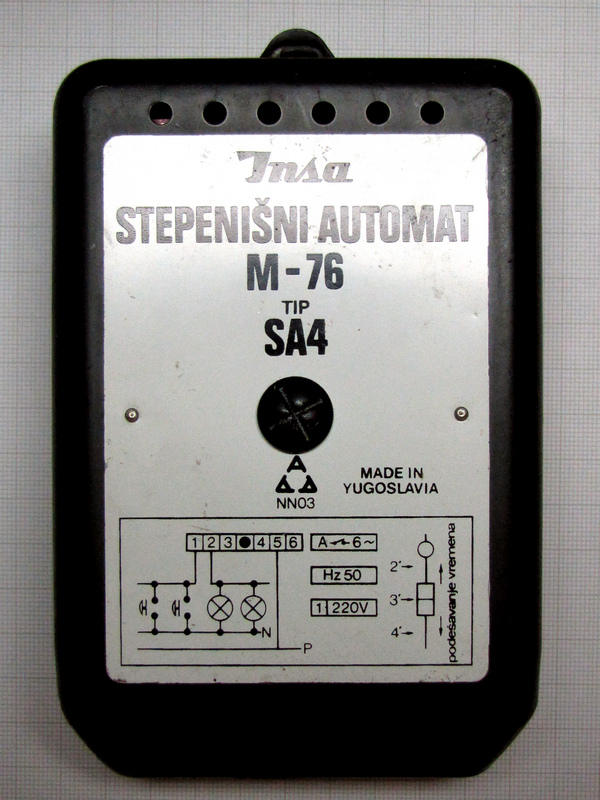 Insa
STEPENIŠNI AUTOMAT
M-76
TIP
SA4
NN03
MADE IN
YUGOSLAVIA
1 2 3 ● 4 5 6
A 6~
Hz 50
1 220V
2'
3'
4'
podešavanje vremena
N
P